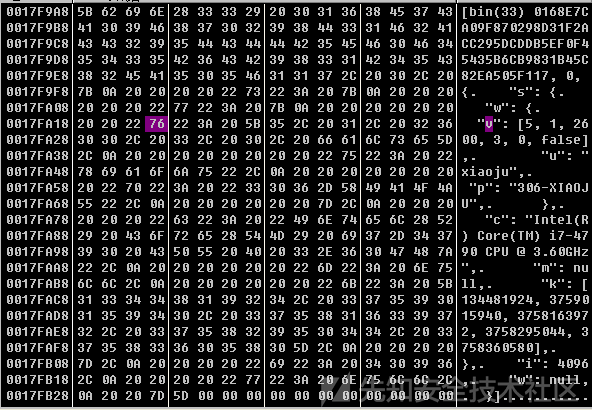 0017F9A8 5B 62 69 6E 28 33 33 29 20 30 31 36 38 45 37 43 [bin(33) 0168E7C
0017F9B8 41 30 39 46 38 37 30 32 39 38 44 33 31 46 32 41 A09F870298D31F2A
0017F9C8 43 43 32 39 35 44 43 44 44 42 35 45 46 30 46 34 CC295DCDDB5EF0F4
0017F9D8 35 34 33 35 42 36 43 42 39 38 33 31 42 34 35 43 5435B6CB9831B45C
0017F9E8 38 32 45 41 35 30 35 46 31 31 37 2C 20 30 2C 20 82EA505F117, 0,
0017F9F8 7B 0A 20 20 20 20 22 73 22 3A 20 7B 0A 20 20 20 {. "s": {.
0017FA08 20 20 20 22 77 22 3A 20 7B 0A 20 20 20 20 20 20 "w": {.
0017FA18 20 20 22 76 22 3A 20 5B 35 2C 20 31 2C 20 32 36 "v": [5, 1, 26
0017FA28 30 30 2C 20 33 2C 20 30 2C 20 66 61 6C 73 65 5D 00, 3, 0, false]
0017FA38 2C 0A 20 20 20 20 20 20 20 20 22 75 22 3A 20 22 ,. "u": "
0017FA48 78 69 61 6F 6A 75 22 2C 0A 20 20 20 20 20 20 20 xiaoju",.
0017FA58 20 22 70 22 3A 20 22 33 30 36 2D 58 49 41 4F 4A "p": "306-XIAOJ
0017FA68 55 22 2C 0A 20 20 20 20 20 20 7D 2C 0A 20 20 20 U",. },.
0017FA78 20 20 20 22 63 22 3A 20 22 49 6E 74 65 6C 28 52 "c": "Intel(R
0017FA88 29 20 43 6F 72 65 28 54 4D 29 20 69 37 2D 34 37 ) Core(TM) i7-47
0017FA98 39 30 20 43 50 55 20 40 20 33 2E 36 30 47 48 7A 90 CPU @ 3.60GHz
0017FAA8 22 2C 0A 20 20 20 20 20 20 22 6D 22 3A 20 6E 75 ",. "m": nu
0017FAB8 6C 6C 2C 0A 20 20 20 20 20 20 22 6B 22 3A 20 5B ll,. "k": [
0017FAC8 31 33 34 34 38 31 39 32 34 2C 20 33 37 35 39 30 134481924, 37590
0017FAD8 31 35 39 34 30 2C 20 33 37 35 38 31 36 33 39 37 15940, 375816397
0017FAE8 32 2C 20 33 37 35 38 32 39 35 30 34 34 2C 20 33 2, 3758295044, 3
0017FAF8 37 35 38 33 36 30 35 38 30 5D 2C 0A 20 20 20 20 758360580],.
0017FB08 7D 2C 0A 20 20 20 20 22 69 22 3A 20 34 30 39 36 },. "i": 4096
0017FB18 2C 0A 20 20 20 20 22 77 22 3A 20 6E 75 6C 6C 2C ,. "w": null,
0017FB28 0A 20 20 7D 5D 00 00 00 00 00 00 00 00 00 00 00 . }]...........
先知安全技术社区